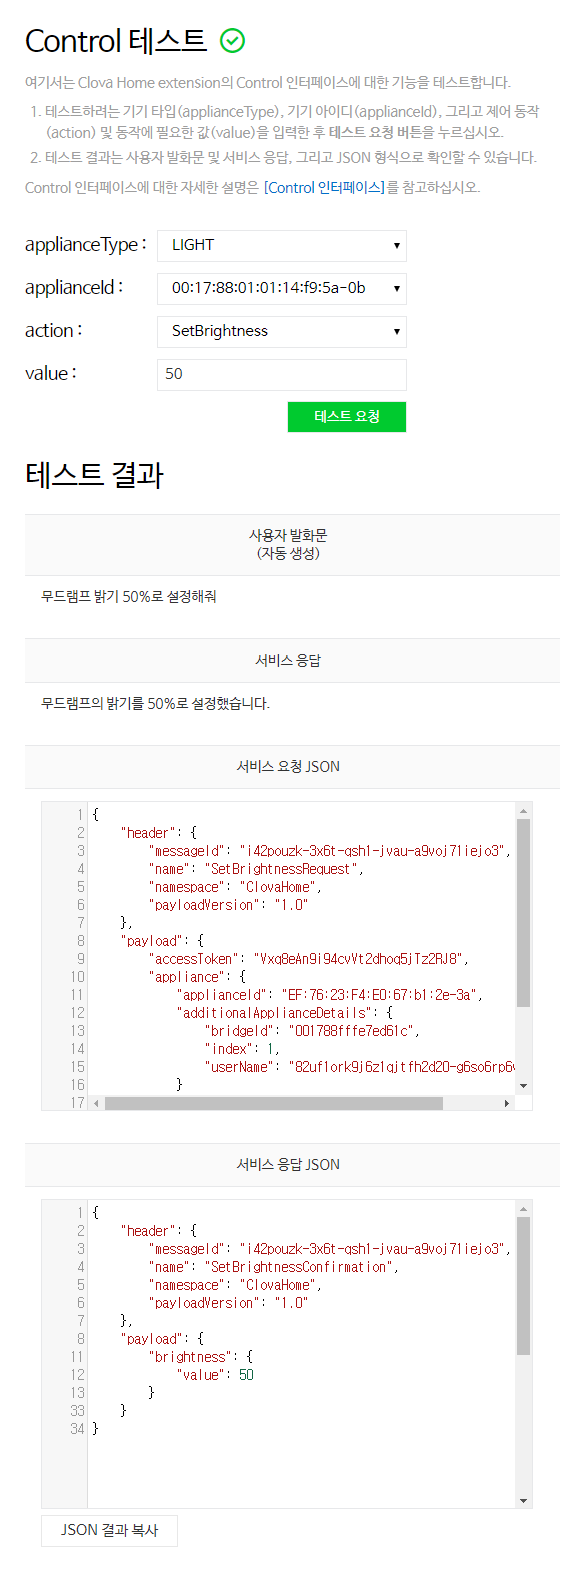 Control 테스트
여기서는 Clova Home extension의 Control 인터페이스에 대한 기능을 테스트합니다.
1. 테스트하려는 기기 타입(applianceType), 기기 아이디(applianceId), 그리고 제어 동작
(action) 및 동작에 필요한 값(value)을 입력한 후 테스트 요청 버튼을 누르십시오.
2. 테스트 결과는 사용자 발화문 및 서비스 응답, 그리고 JSON 형식으로 확인할 수 있습니다.
Control 인터페이스에 대한 자세한 설명은 [Control 인터페이스]를 참고하십시오.
applianceType : LIGHT
applianceId : 00:17:88:01:01:14:f9:5a-0b
action : SetBrightness
value : 50
테스트 요청
테스트 결과
사용자 발화문
(자동 생성)
무드램프 밝기 50%로 설정해줘
서비스 응답
무드램프의 밝기를 50%로 설정했습니다.
서비스 요청 JSON
1 {
2 "header": {
3 "messageId": "i42pouzk-3x6t-qsh1-jvau-a9voj71iejo3",
4 "name": "SetBrightnessRequest",
5 "namespace": "ClovaHome",
6 "payloadVersion": "1.0"
7 },
8 "payload": {
9 "accessToken": "Vxq8eAn9i94cvVt2dhoq5jTz2RJ8",
10 "appliance": {
11 "applianceId": "EF:76:23:F4:E0:67:b1:2e-3a",
12 "additionalApplianceDetails": {
13 "bridgeId": "001788fffe7ed61c",
14 "index": 1,
15 "userName": "82uf1ork9j6z1qjtfh2d20-g6so6rp6
16 }
17
서비스 응답 JSON
1 {
2 "header": {
3 "messageId": "i42pouzk-3x6t-qsh1-jvau-a9voj71iejo3",
4 "name": "SetBrightnessConfirmation",
5 "namespace": "ClovaHome",
6 "payloadVersion": "1.0"
7 },
8 "payload": {
11 "brightness": {
12 "value": 50
13 }
33 }
34 }
JSON 결과 복사